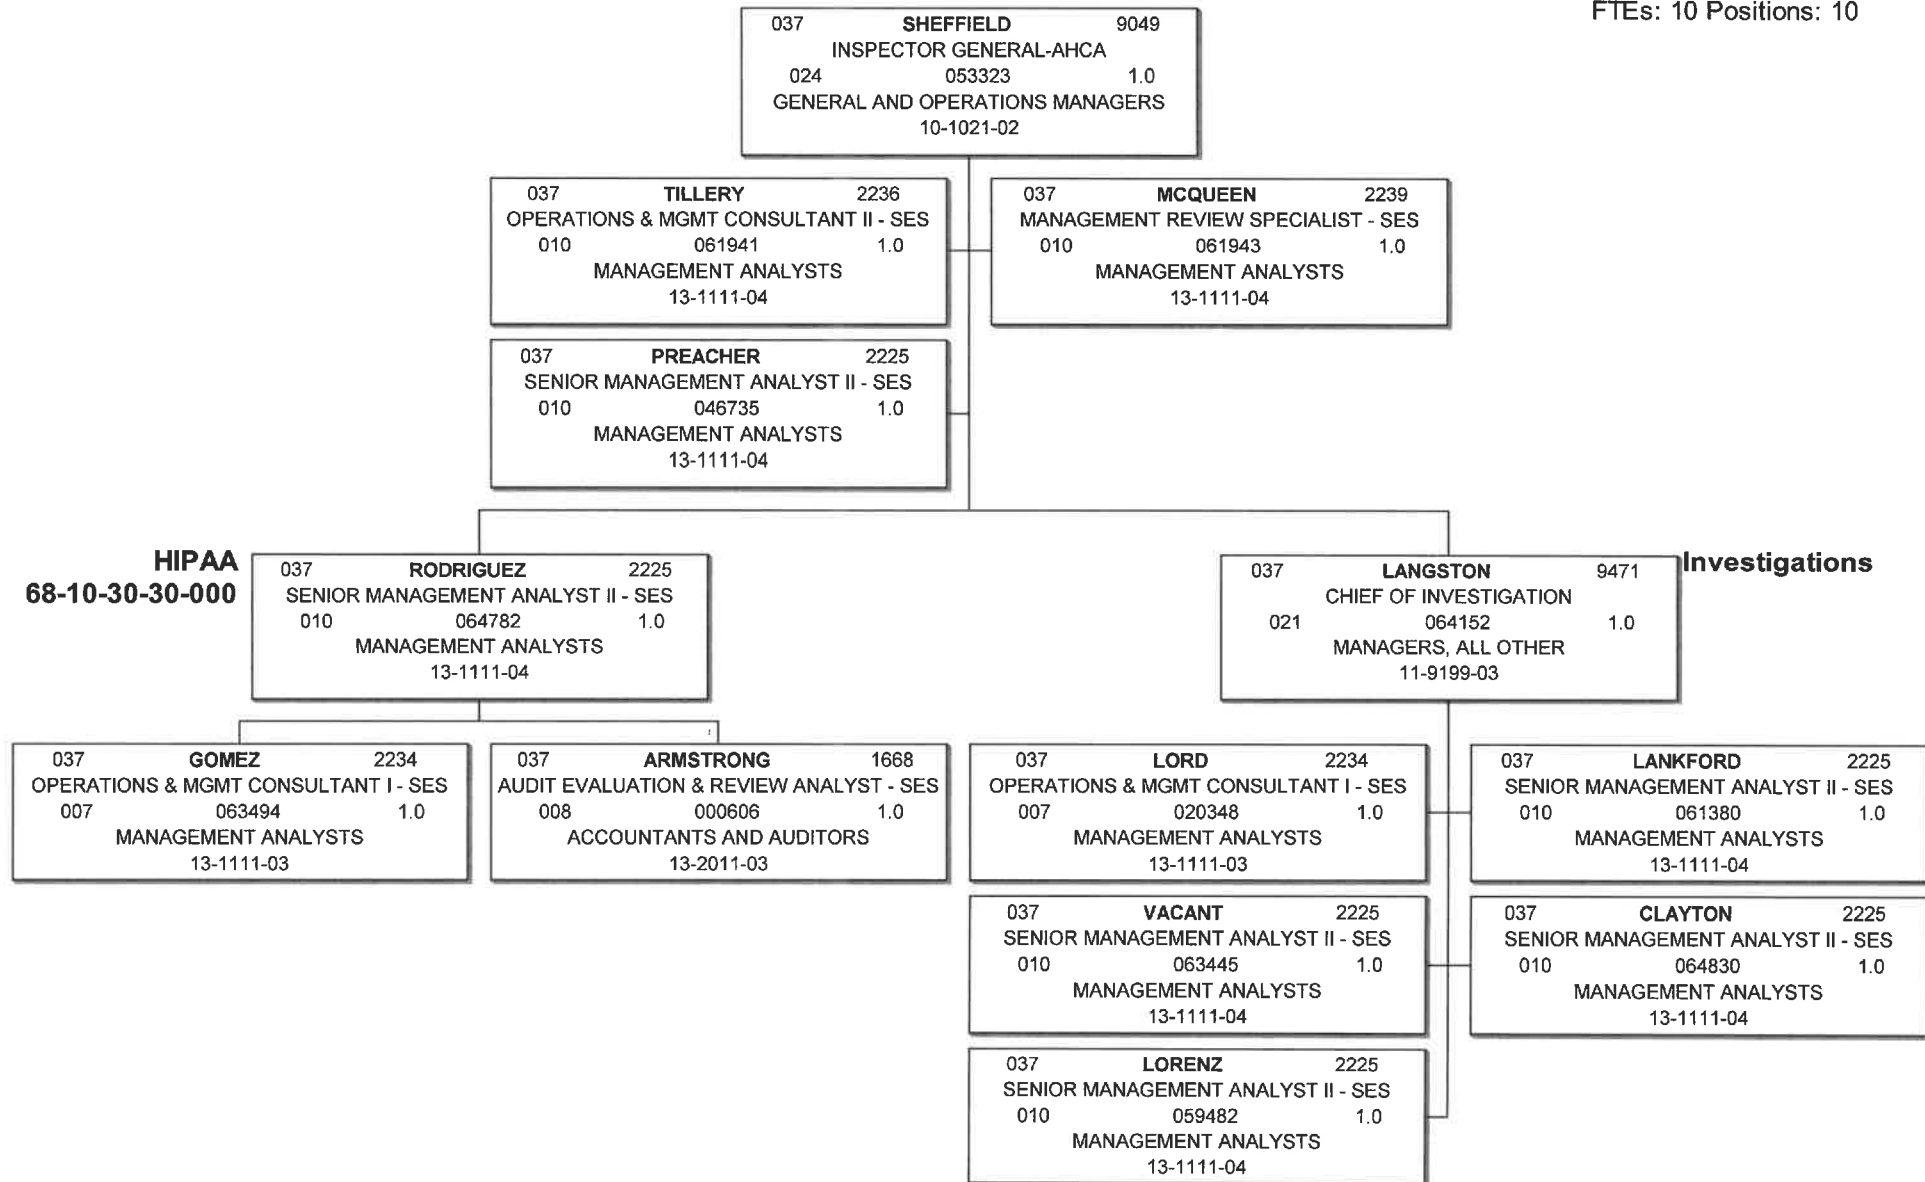 FTEs: 10 Positions: 10
037 SHEFFIELD 9049
INSPECTOR GENERAL-AHCA
024 053323 1.0
GENERAL AND OPERATIONS MANAGERS
10-1021-02
037 TILLERY 2236
OPERATIONS & MGMT CONSULTANT II - SES
010 061941 1.0
MANAGEMENT ANALYSTS
13-1111-04
037 MCQUEEN 2239
MANAGEMENT REVIEW SPECIALIST - SES
010 061943 1.0
MANAGEMENT ANALYSTS
13-1111-04
037 PREACHER 2225
SENIOR MANAGEMENT ANALYST II - SES
010 046735 1.0
MANAGEMENT ANALYSTS
13-1111-04
HIPAA
68-10-30-30-000
037 RODRIGUEZ 2225
SENIOR MANAGEMENT ANALYST II - SES
010 064782 1.0
MANAGEMENT ANALYSTS
13-1111-04
037 LANGSTON 9471
CHIEF OF INVESTIGATION
021 064152 1.0
MANAGERS, ALL OTHER
11-9199-03
Investigations
037 GOMEZ 2234
OPERATIONS & MGMT CONSULTANT I - SES
007 063494 1.0
MANAGEMENT ANALYSTS
13-1111-03
037 ARMSTRONG 1668
AUDIT EVALUATION & REVIEW ANALYST - SES
008 000606 1.0
ACCOUNTANTS AND AUDITORS
13-2011-03
037 LORD 2234
OPERATIONS & MGMT CONSULTANT I - SES
007 020348 1.0
MANAGEMENT ANALYSTS
13-1111-03
037 LANKFORD 2225
SENIOR MANAGEMENT ANALYST II - SES
010 061380 1.0
MANAGEMENT ANALYSTS
13-1111-04
037 VACANT 2225
SENIOR MANAGEMENT ANALYST II - SES
010 063445 1.0
MANAGEMENT ANALYSTS
13-1111-04
037 CLAYTON 2225
SENIOR MANAGEMENT ANALYST II - SES
010 064830 1.0
MANAGEMENT ANALYSTS
13-1111-04
037 LORENZ 2225
SENIOR MANAGEMENT ANALYST II - SES
010 059482 1.0
MANAGEMENT ANALYSTS
13-1111-04